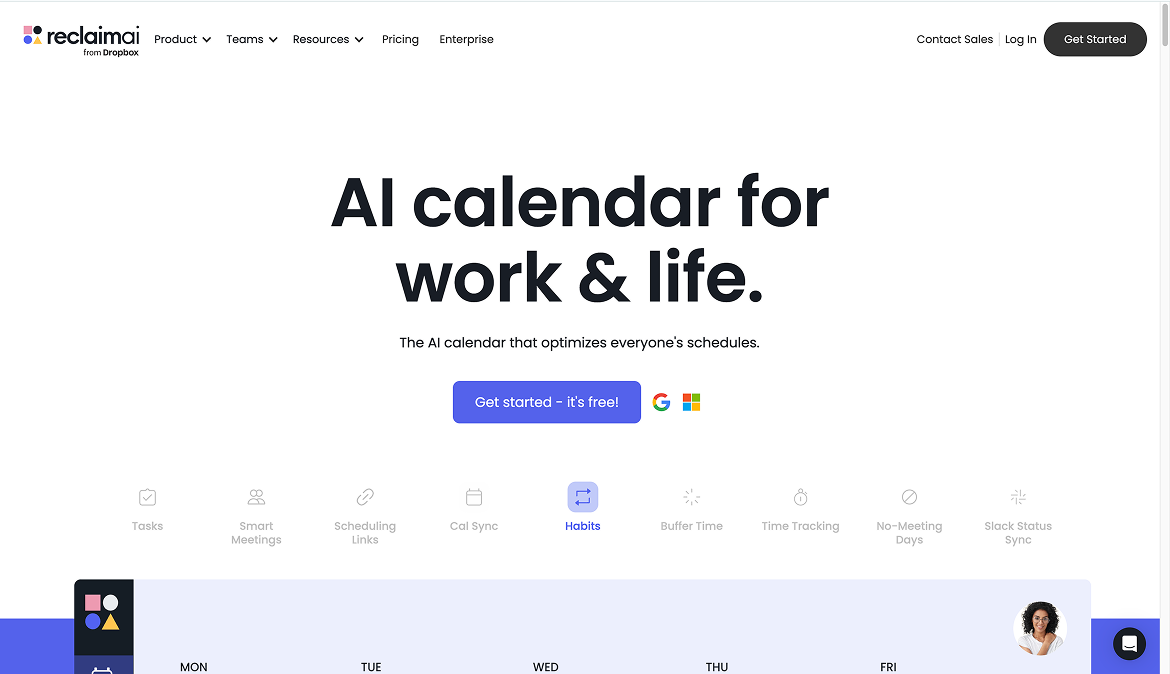 reclaimai
from Dropbox
Product
Teams
Resources
Pricing
Enterprise
Contact Sales
Log In
Get Started
AI calendar for
work & life.
The AI calendar that optimizes everyone's schedules.
Get started - it's free!
Tasks
Smart
Meetings
Scheduling
Links
Cal Sync
Habits
Buffer Time
Time Tracking
No-Meeting
Days
Slack Status
Sync
MON
TUE
WED
THU
FRI